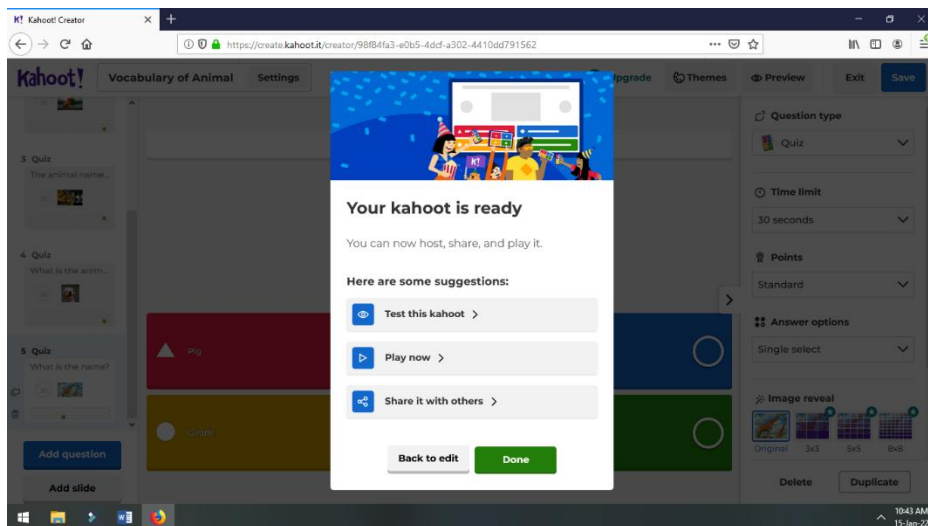 K! Kahoot! Creator
https://create.kahoot.it/creator/98f84fa3-e0b5-4dcf-a302-4410dd791562
Kahoot!
Vocabulary of Animal
Settings
Upgrade
Themes
Preview
Exit
Save
3 Quiz
The animal name...
4 Quiz
What is the anim...
5 Quiz
What is the name?
Add question
Add slide
Pig
Giraffe
K!
Your kahoot is ready
You can now host, share, and play it.
Here are some suggestions:
Test this kahoot >
Play now >
Share it with others >
Back to edit
Done
Question type
Quiz
Time limit
30 seconds
Points
Standard
Answer options
Single select
Image reveal
Original 3x3 5x5 8x8
Delete
Duplicate
10:43 AM
15-Jan-22